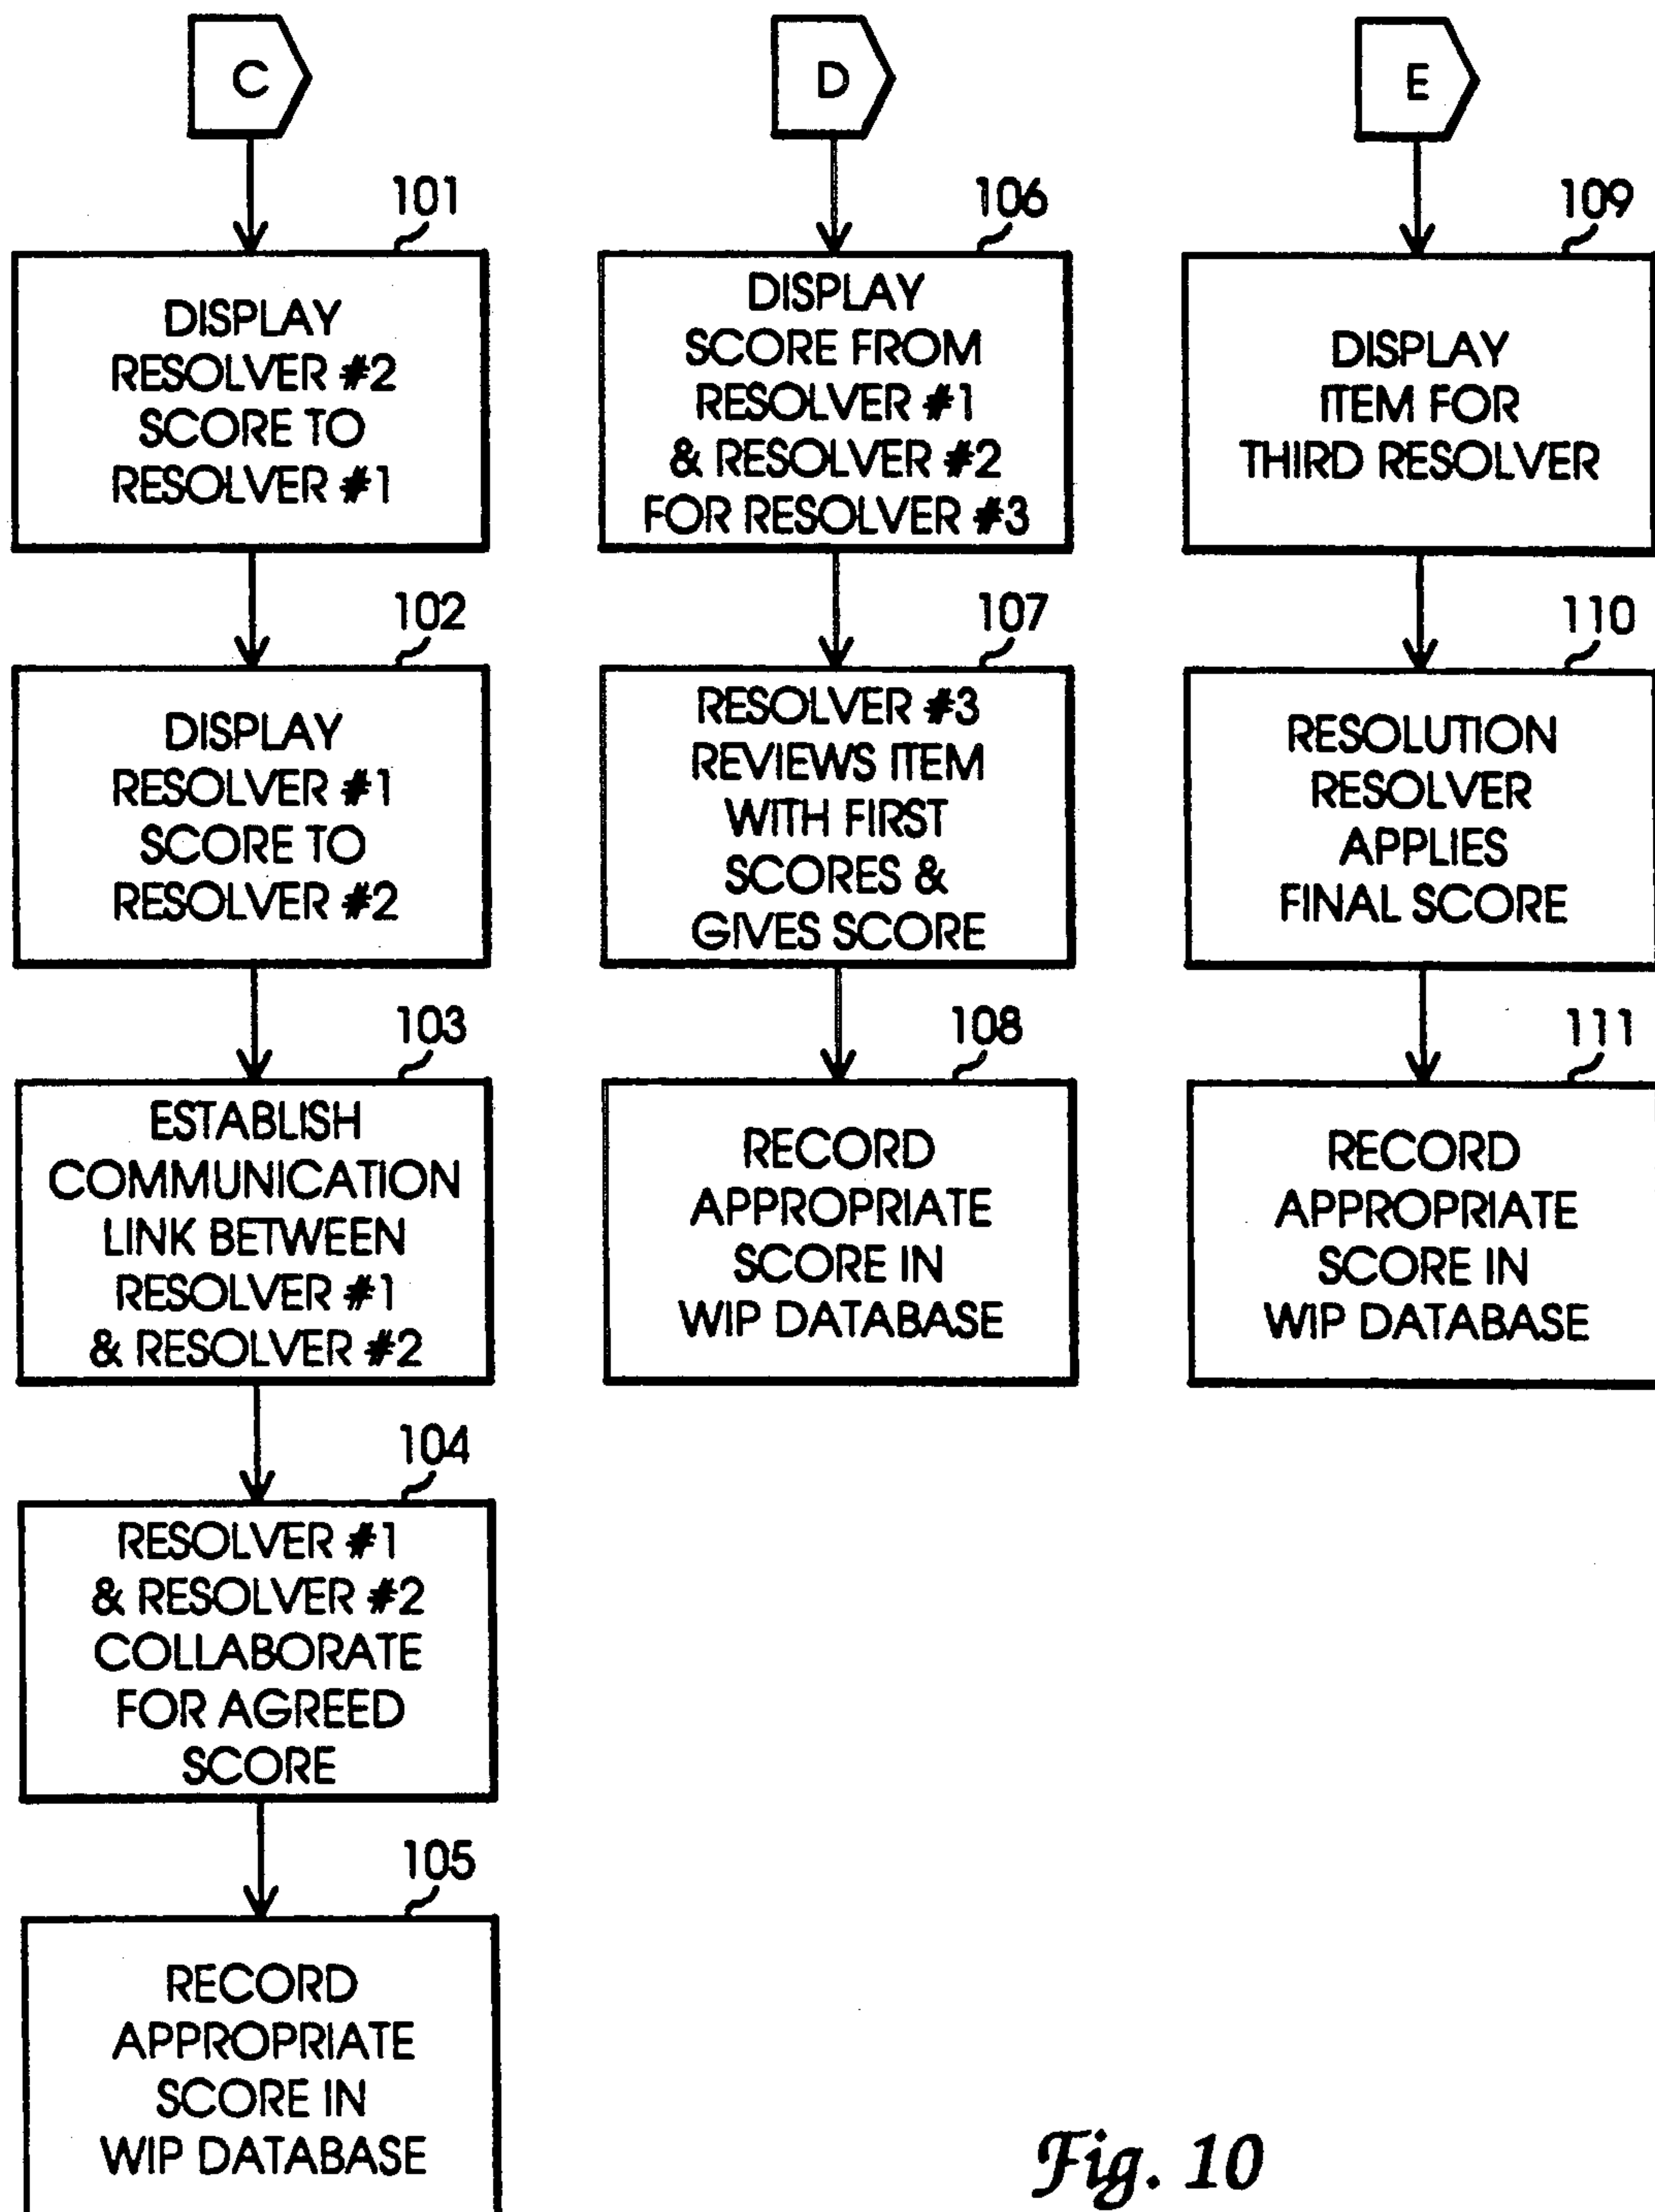 C
101
DISPLAY
RESOLVER #2
SCORE TO
RESOLVER #1
102
DISPLAY
RESOLVER #1
SCORE TO
RESOLVER #2
103
ESTABLISH
COMMUNICATION
LINK BETWEEN
RESOLVER #1
& RESOLVER #2
104
RESOLVER #1
& RESOLVER #2
COLLABORATE
FOR AGREED
SCORE
105
RECORD
APPROPRIATE
SCORE IN
WIP DATABASE
D
106
DISPLAY
SCORE FROM
RESOLVER #1
& RESOLVER #2
FOR RESOLVER #3
107
RESOLVER #3
REVIEWS ITEM
WITH FIRST
SCORES &
GIVES SCORE
108
RECORD
APPROPRIATE
SCORE IN
WIP DATABASE
E
109
DISPLAY
ITEM FOR
THIRD RESOLVER
110
RESOLUTION
RESOLVER
APPLIES
FINAL SCORE
111
RECORD
APPROPRIATE
SCORE IN
WIP DATABASE
Fig. 10